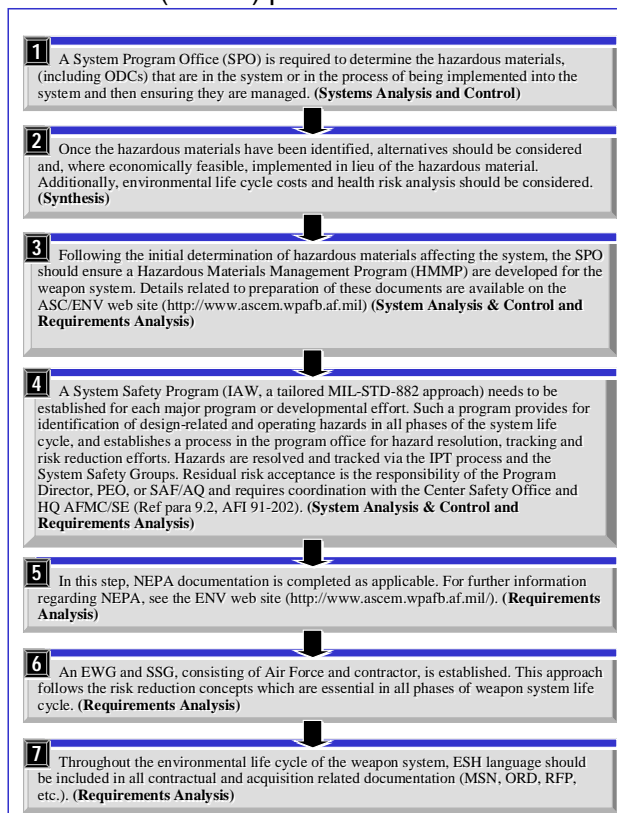 1
A System Program Office (SPO) is required to determine the hazardous materials,
(including ODCs) that are in the system or in the process of being implemented into the
system and then ensuring they are managed. (Systems Analysis and Control)
2
Once the hazardous materials have been identified, alternatives should be considered
and, where economically feasible, implemented in lieu of the hazardous material.
Additionally, environmental life cycle costs and health risk analysis should be considered.
(Synthesis)
3
Following the initial determination of hazardous materials affecting the system, the SPO
should ensure a Hazardous Materials Management Program (HMMP) are developed for the
weapon system. Details related to preparation of these documents are available on the
ASC/ENV web site (http://www.ascem.wpafb.af.mil) (System Analysis & Control and
Requirements Analysis)
4
A System Safety Program (IAW, a tailored MIL-STD-882 approach) needs to be
established for each major program or developmental effort. Such a program provides for
identification of design-related and operating hazards in all phases of the system life
cycle, and establishes a process in the program office for hazard resolution, tracking and
risk reduction efforts. Hazards are resolved and tracked via the IPT process and the
System Safety Groups. Residual risk acceptance is the responsibility of the Program
Director, PEO, or SAF/AQ and requires coordination with the Center Safety Office and
HQ AFMC/SE (Ref para 9.2, AFI 91-202). (System Analysis & Control and
Requirements Analysis)
5
In this step, NEPA documentation is completed as applicable. For further information
regarding NEPA, see the ENV web site (http://www.ascem.wpafb.af.mil/). (Requirements
Analysis)
6
An EWG and SSG, consisting of Air Force and contractor, is established. This approach
follows the risk reduction concepts which are essential in all phases of weapon system life
cycle. (Requirements Analysis)
7
Throughout the environmental life cycle of the weapon system, ESH language should
be included in all contractual and acquisition related documentation (MSN, ORD, RFP,
etc.). (Requirements Analysis)